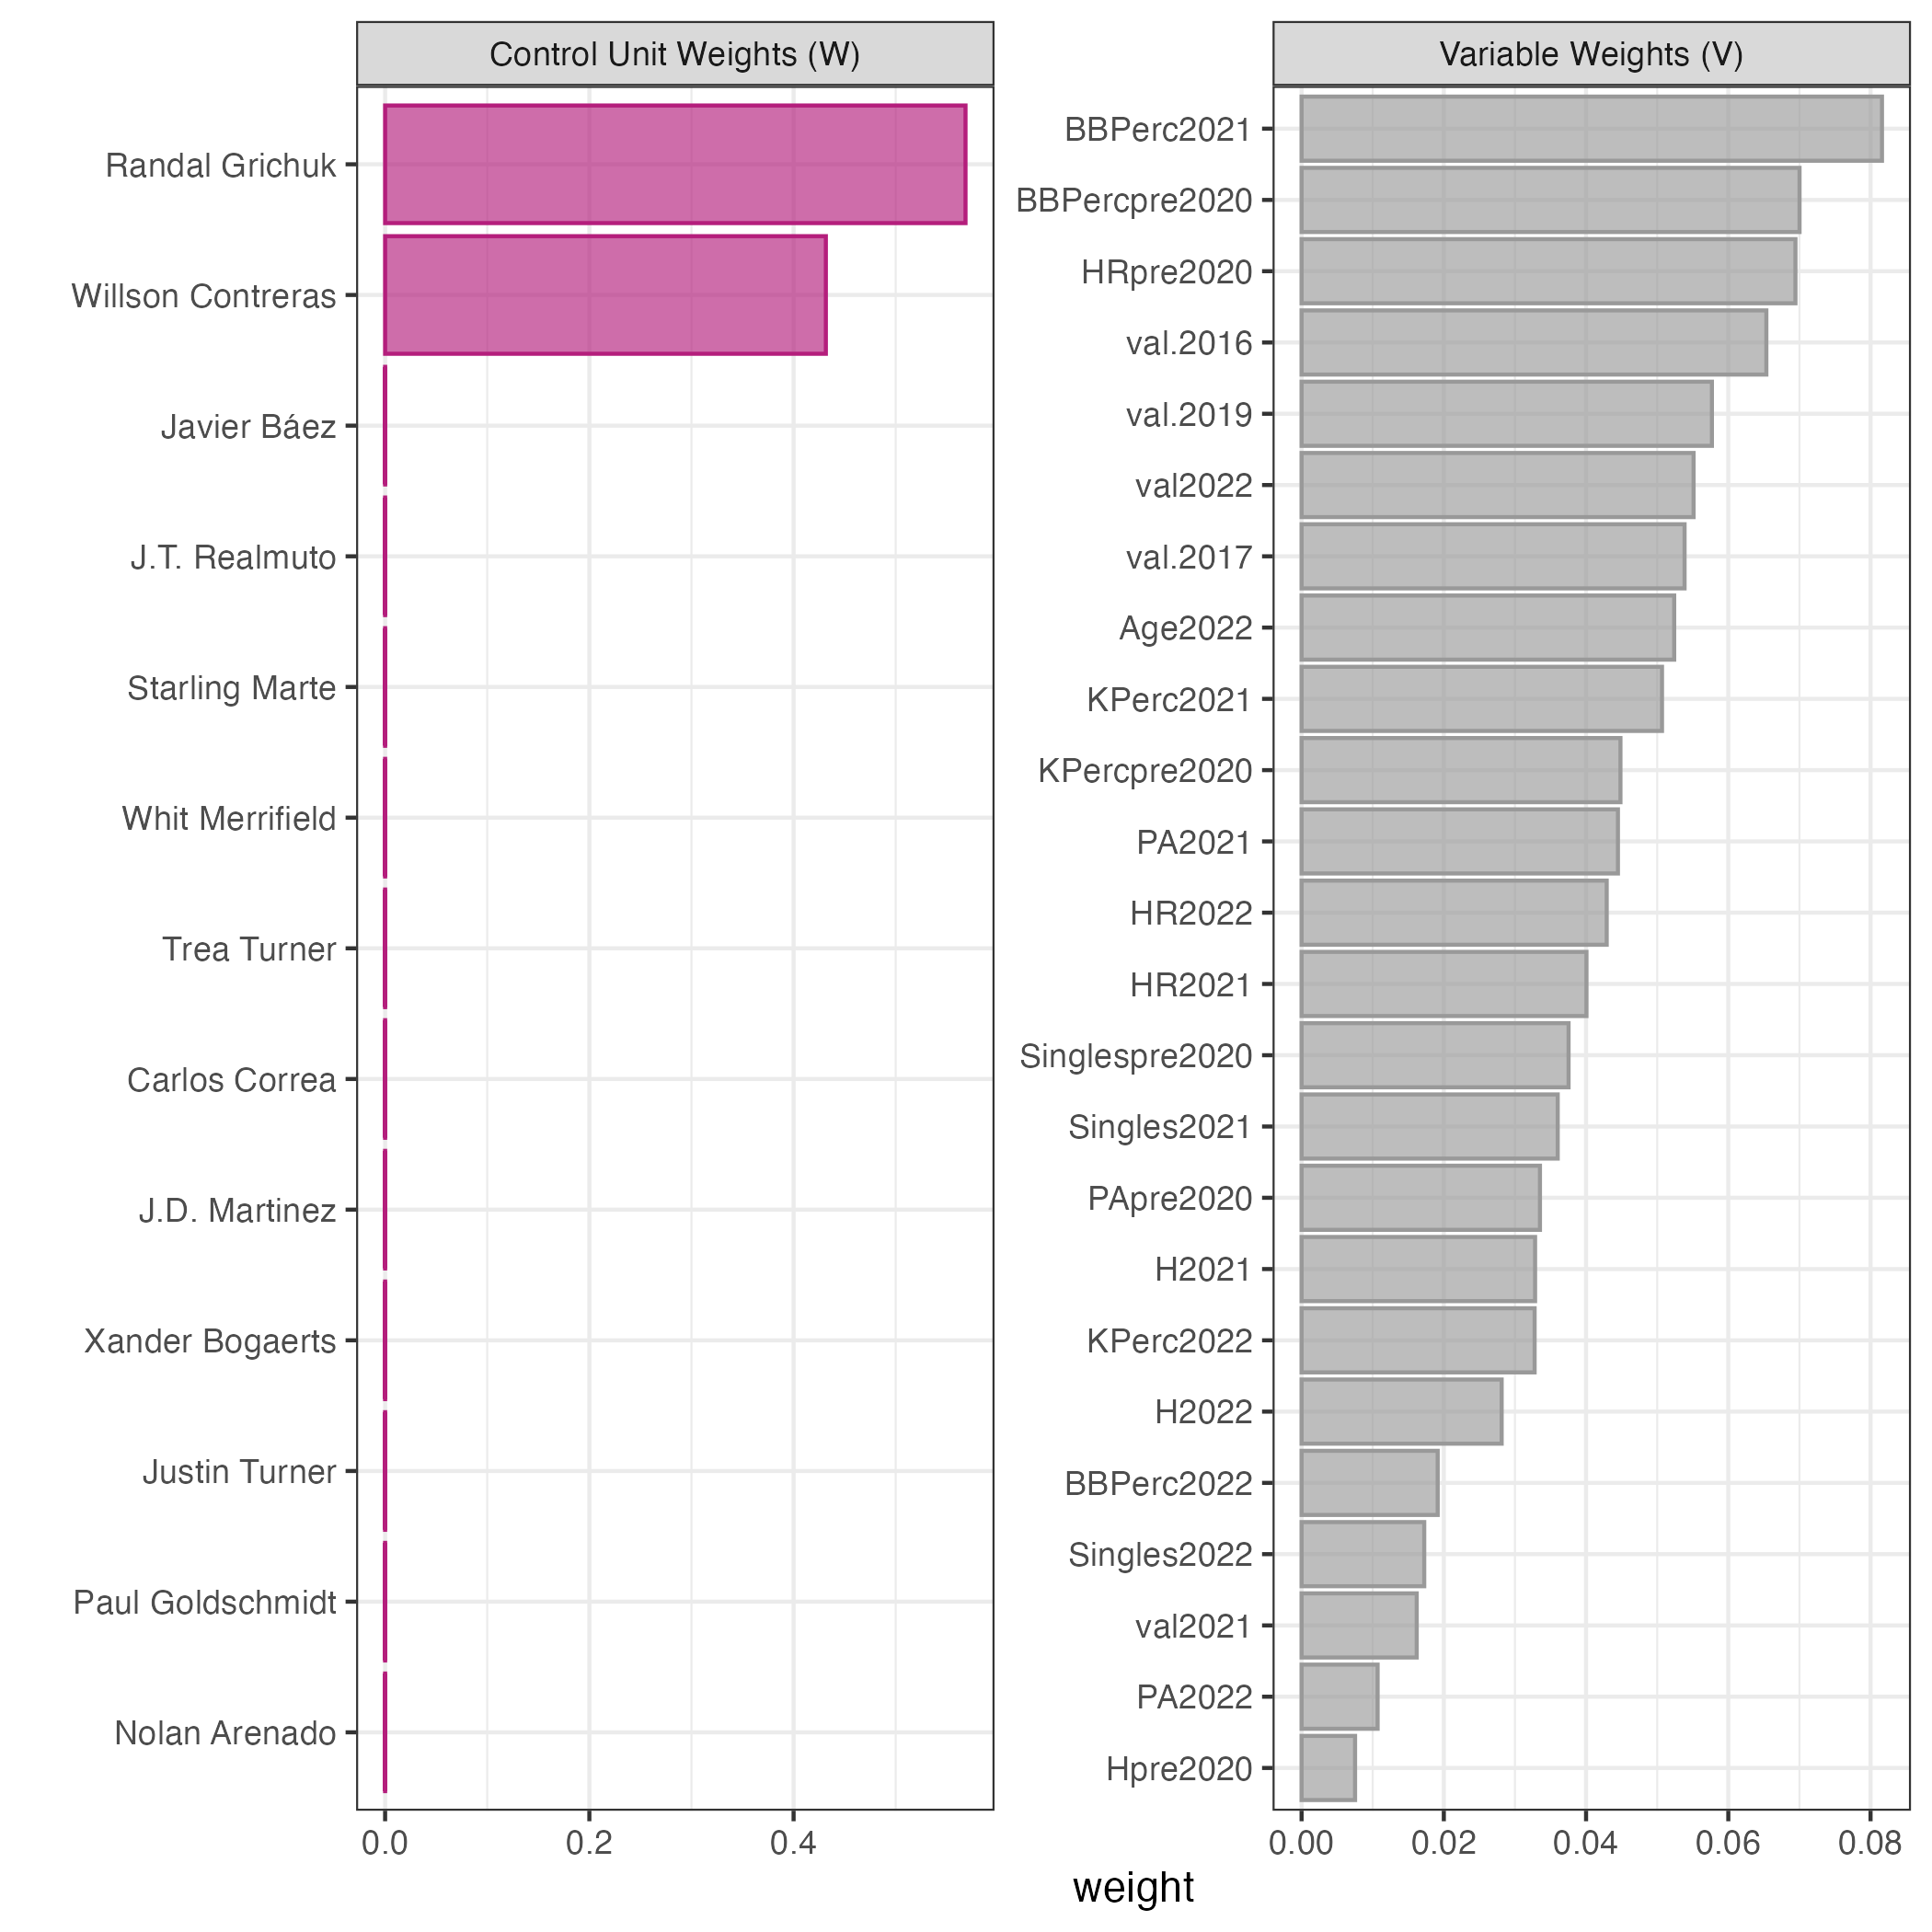 Control Unit Weights (W)
Randal Grichuk
Willson Contreras
Javier Báez
J.T. Realmuto
Starling Marte
Whit Merrifield
Trea Turner
Carlos Correa
J.D. Martinez
Xander Bogaerts
Justin Turner
Paul Goldschmidt
Nolan Arenado
0.0 0.2 0.4
Variable Weights (V)
BBPerc2021
BBPercpre2020
HRpre2020
val.2016
val.2019
val2022
val.2017
Age2022
KPerc2021
KPercpre2020
PA2021
HR2022
HR2021
Singlespre2020
Singles2021
PApre2020
H2021
KPerc2022
H2022
BBPerc2022
Singles2022
val2021
PA2022
Hpre2020
0.00 0.02 0.04 0.06 0.08
weight